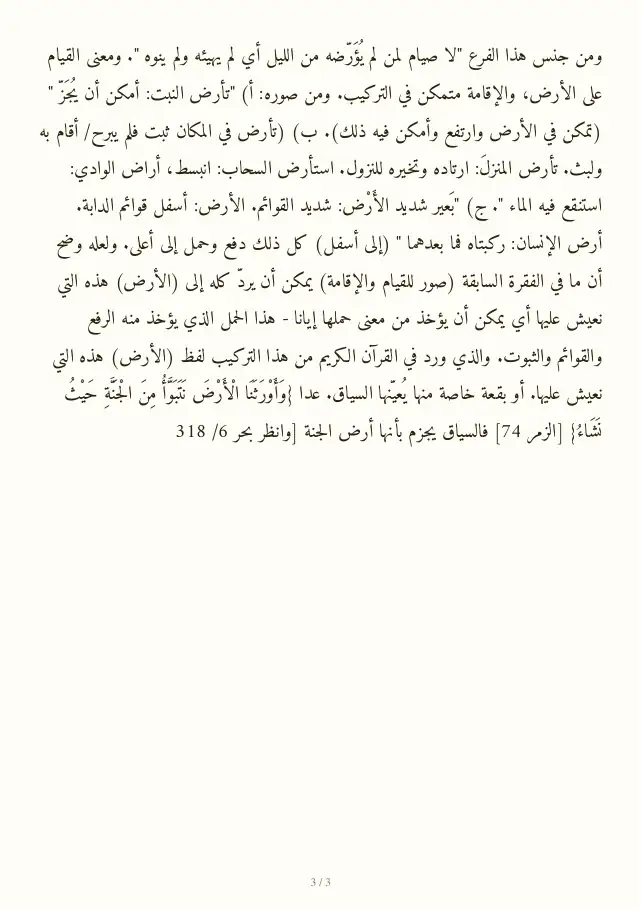 ومن جنس هذا الفرع "لا صيام لمن لم يُؤَرّضه من الليل أي لم يهيئه ولم ينوه ". ومعنى القيام
على الأرض، والإقامة متمكن في التركيب. ومن صوره: أ) "تأرض النبت: أمكن أن يُجَزّ "
(تمكن في الأرض وارتفع وأمكن فيه ذلك). ب) (تأرض في المكان ثبت فلم يبرح/ أقام به
ولبث. تأرض المنزلَ: ارتاده وتخيره للنزول. استأرض السحاب: انبسط، أراض الوادي:
استنقع فيه الماء ". ج) "بَعير شديد الأَرْض: شديد القوائم. الأرض: أسفل قوائم الدابة.
أرض الإنسان: ركبتاه فما بعدهما " (إلى أسفل) كل ذلك دفع وحمل إلى أعلى. ولعله وضح
أن ما في الفقرة السابقة (صور للقيام والإقامة) يمكن أن يردّ كله إلى (الأرض) هذه التي
نعيش عليها أي يمكن أن يؤخذ من معنى حملها إيانا - هذا الحمل الذي يؤخذ منه الرفع
والقوائم والثبوت. والذي ورد في القرآن الكريم من هذا التركيب لفظ (الأرض) هذه التي
نعيش عليها. أو بقعة خاصة منها يُعيّنها السياق. عدا {وَأَوْرَثَنَا الْأَرْضَ نَتَبَوَّأُ مِنَ الْجَنَّةِ حَيْثُ
نَشَاءُ} [الزمر 74] فالسياق يجزم بأنها أرض الجنة [وانظر بحر 6/ 318
3 / 3